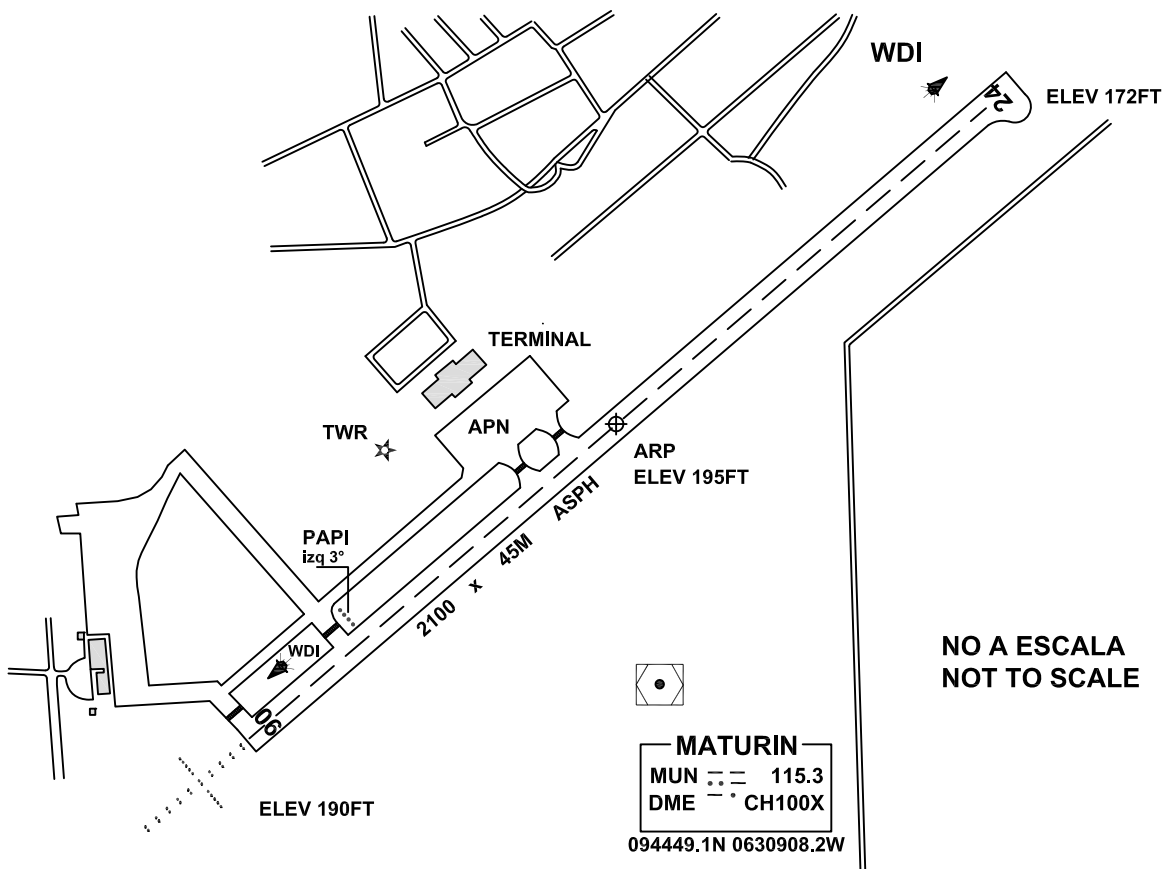 WDI
24
ELEV 172FT
TERMINAL
TWR
APN
ARP
ELEV 195FT
PAPI
izq 3°
2100 x 45M ASPH
WDI
06
ELEV 190FT
NO A ESCALA
NOT TO SCALE
MATURIN
MUN 115.3
DME CH100X
094449.1N 0630908.2W